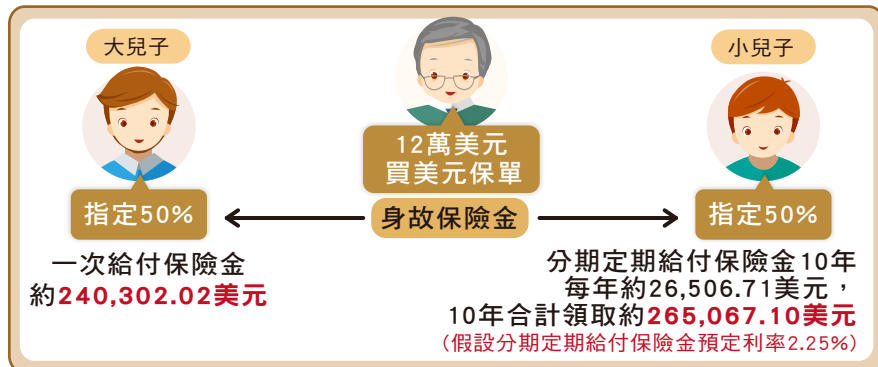 大兒子
指定50%
一次給付保險金
約240,302.02美元
12萬美元
買美元保單
身故保險金
小兒子
指定50%
分期定期給付保險金10年
每年約26,506.71美元，
10年合計領取約265,067.10美元
(假設分期定期給付保險金預定利率2.25%)